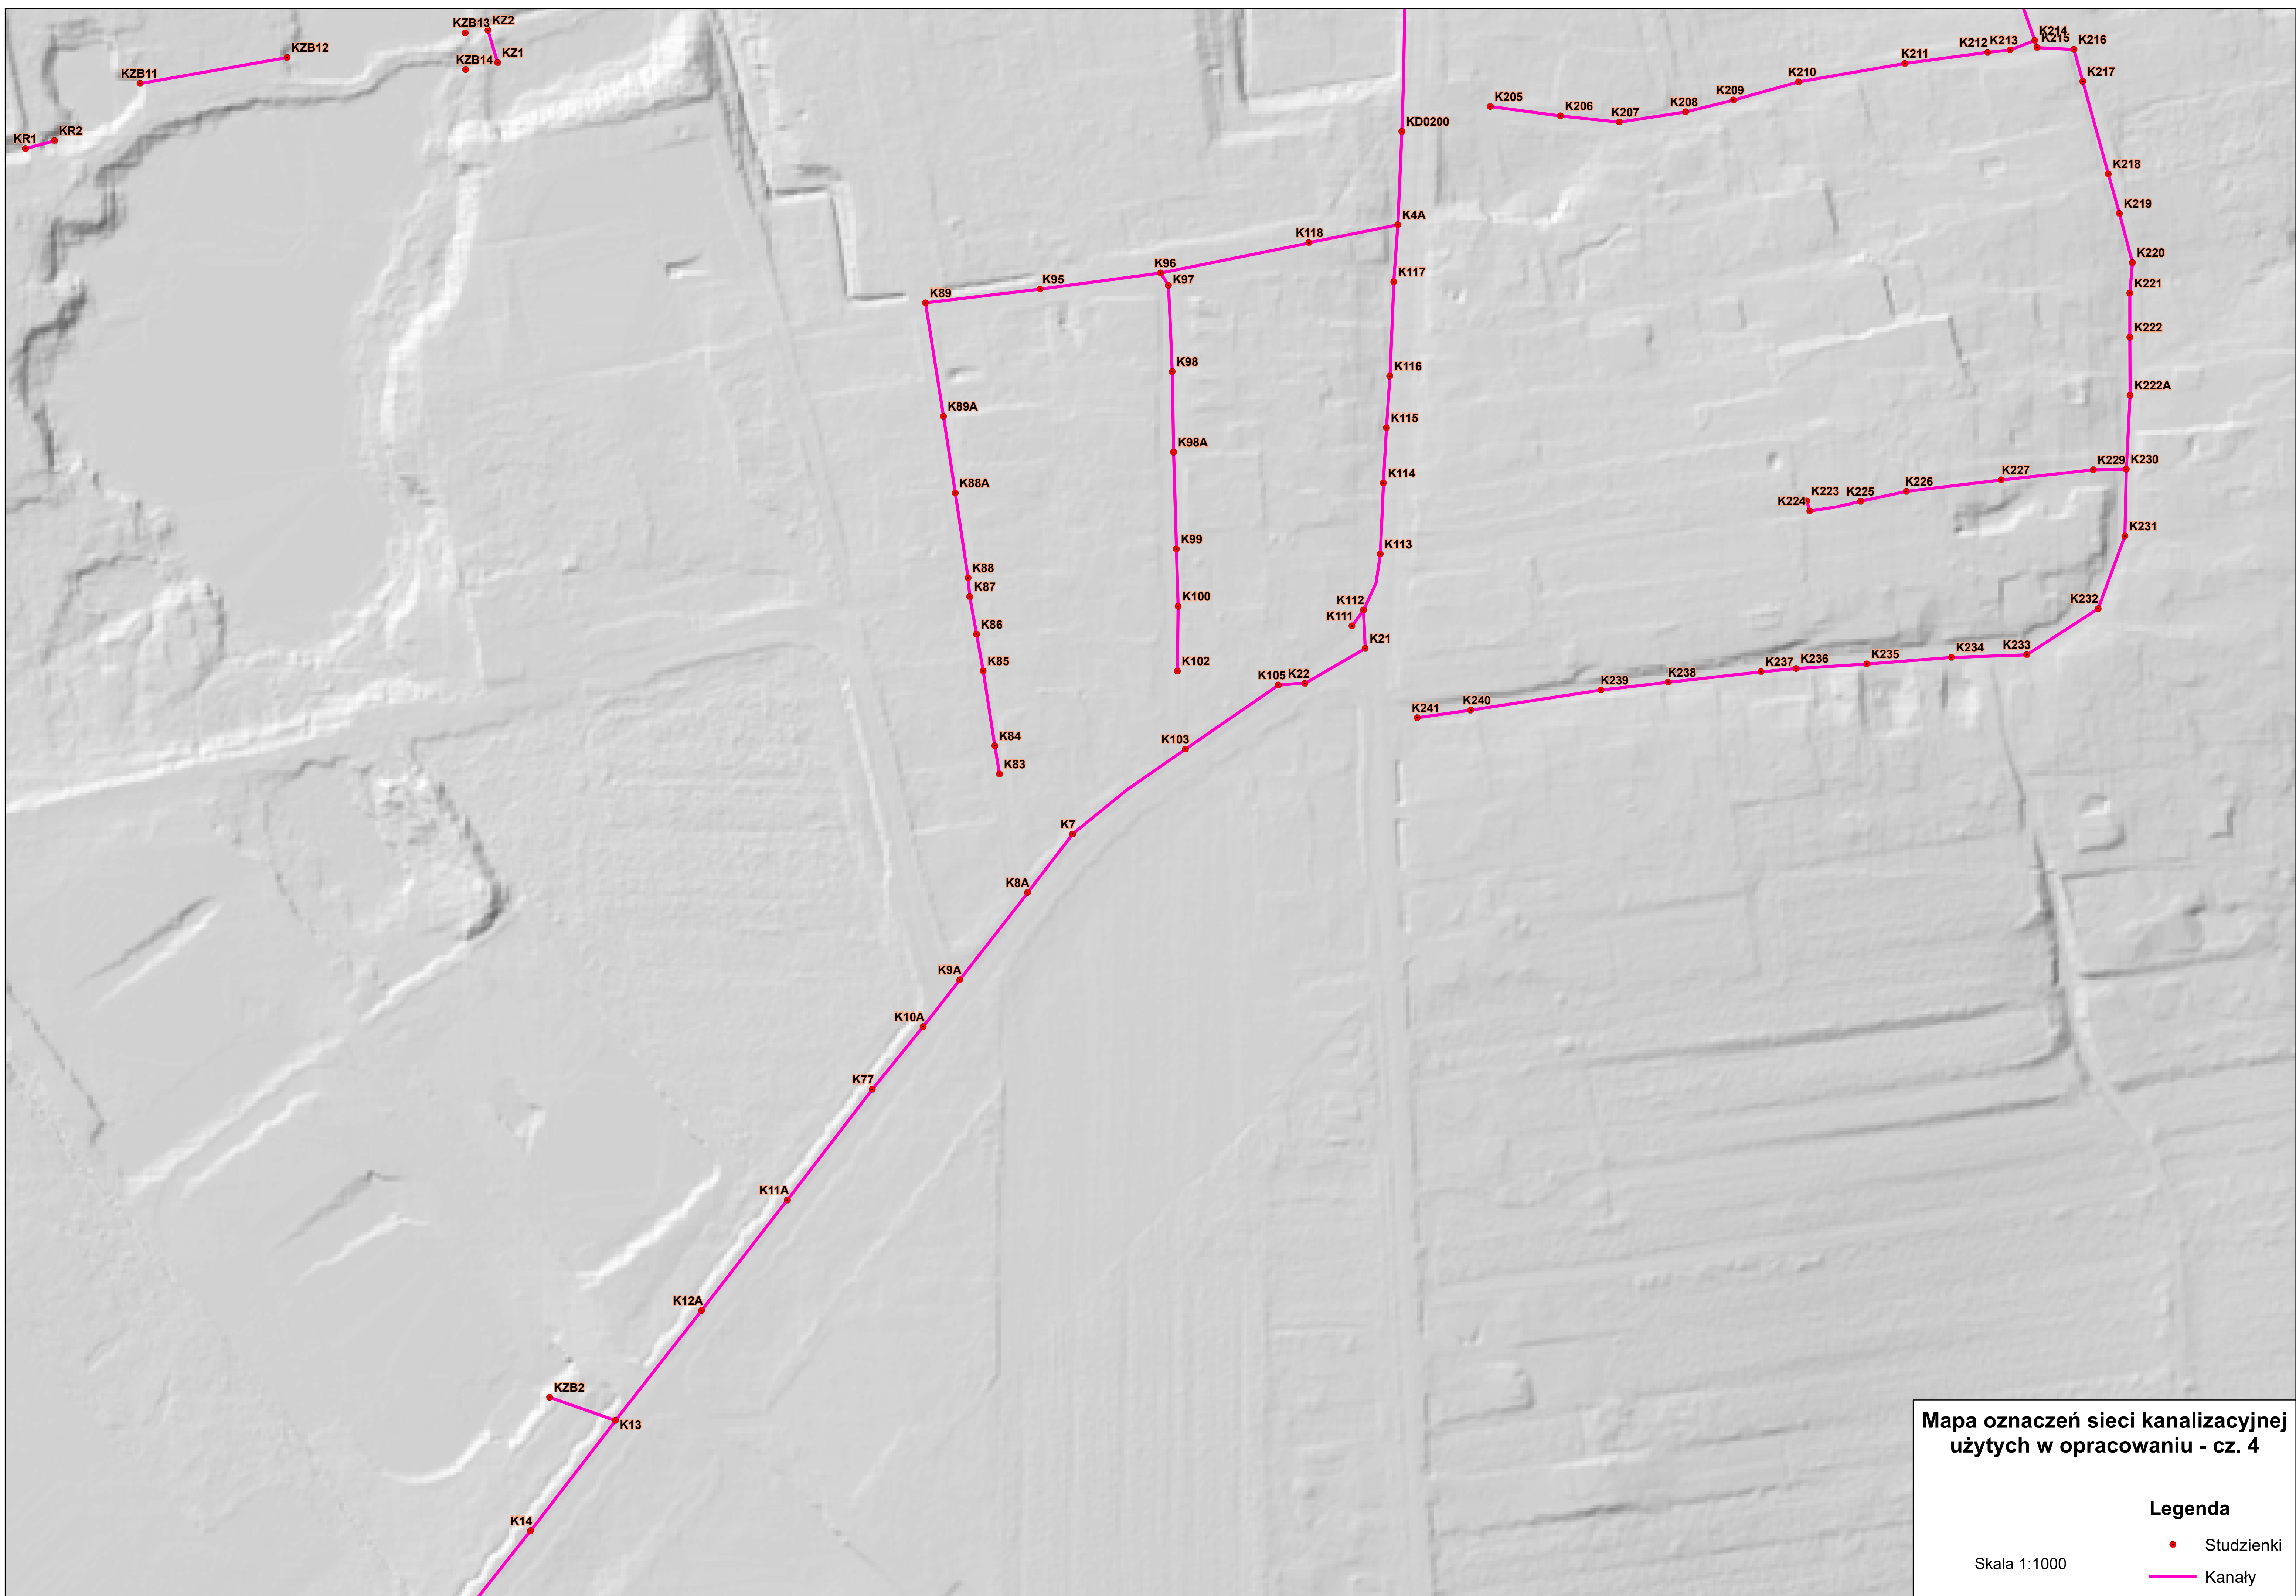 KZB13
KZ2
KZB12
KZ1
KZB14
KZB11
KR2
KR1
K214
K215
K212
K213
K216
K211
K217
K210
K209
K205
K208
K206
K207
KD0200
K218
K219
K4A
K118
K220
K96
K95
K97
K117
K221
K89
K222
K98
K116
K222A
K89A
K115
K98A
K229
K230
K227
K114
K88A
K226
K223
K225
K224
K231
K99
K113
K88
K87
K100
K112
K232
K111
K86
K21
K233
K234
K235
K236
K237
K85
K102
K105
K22
K238
K239
K240
K241
K84
K103
K83
K7
K8A
K9A
K10A
K77
K11A
K12A
KZB2
K13
K14
Mapa oznaczeń sieci kanalizacyjnej
użytych w opracowaniu - cz. 4
Legenda
Studzienki
Skala 1:1000
Kanały